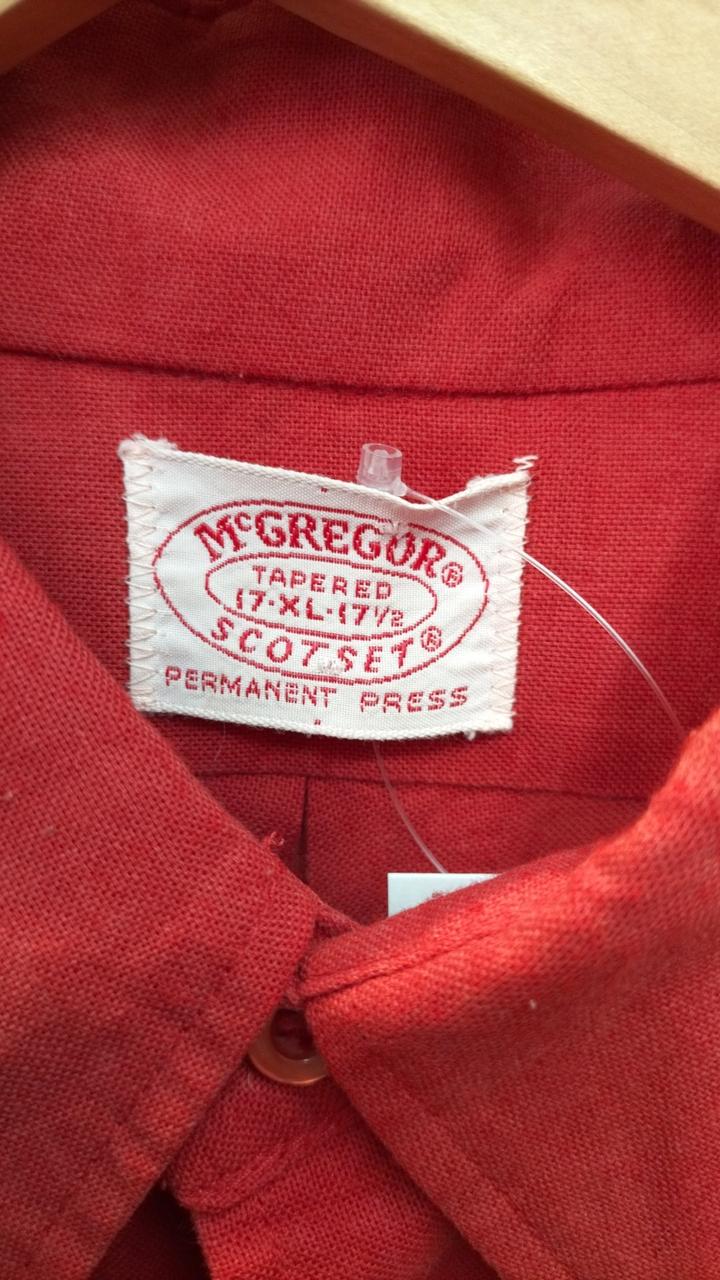 McGREGOR®
TAPERED
17-XL-17½
SCOTSET®
PERMANENT PRESS